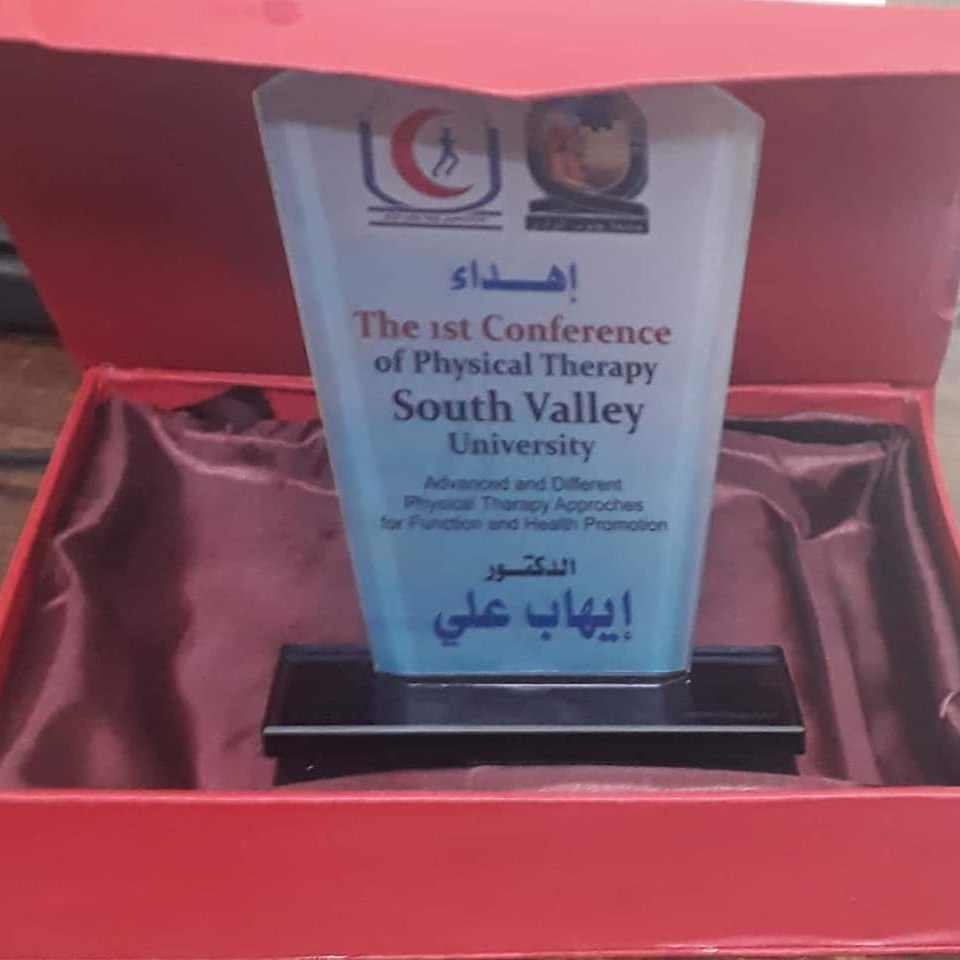 إهداء
The 1st Conference
of Physical Therapy
South Valley
University
Advanced and Different
Physical Tharapy Approches
for Function and Health Promotion
الدكتور
إيهاب علي